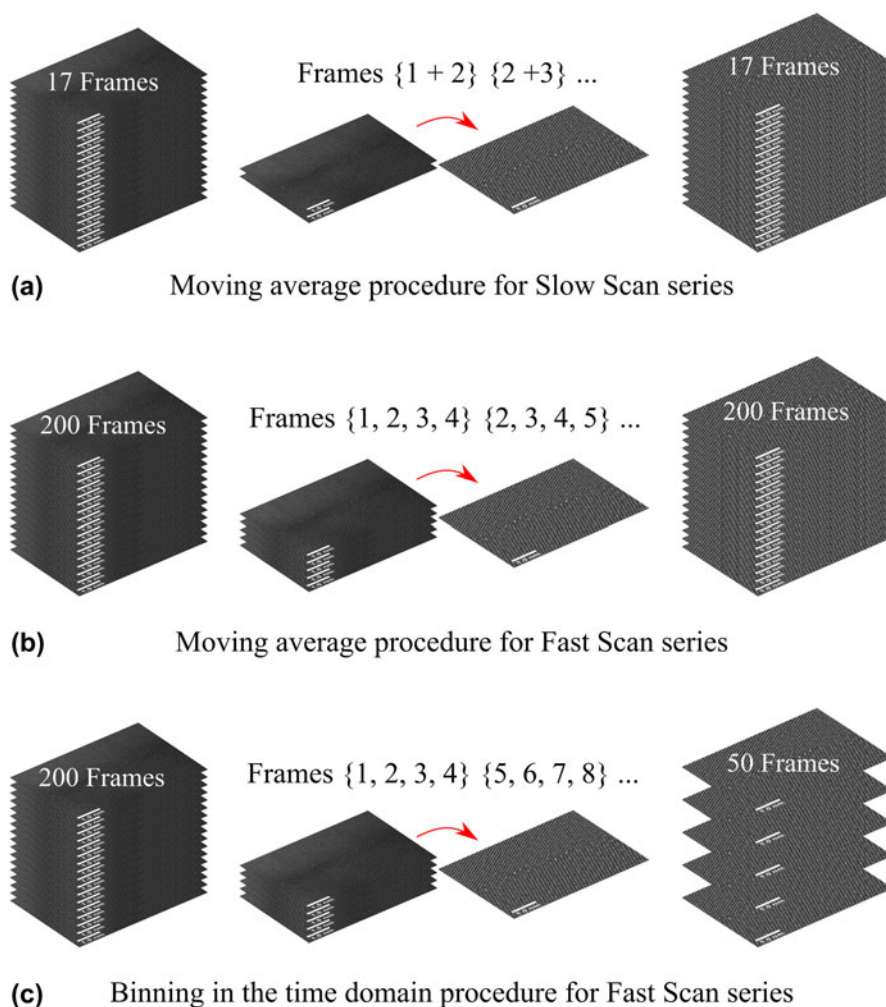 17 Frames
Frames {1 + 2} {2 +3} ...
17 Frames
(a) Moving average procedure for Slow Scan series
200 Frames
Frames {1, 2, 3, 4} {2, 3, 4, 5} ...
200 Frames
(b) Moving average procedure for Fast Scan series
200 Frames
Frames {1, 2, 3, 4} {5, 6, 7, 8} ...
50 Frames
(c) Binning in the time domain procedure for Fast Scan series